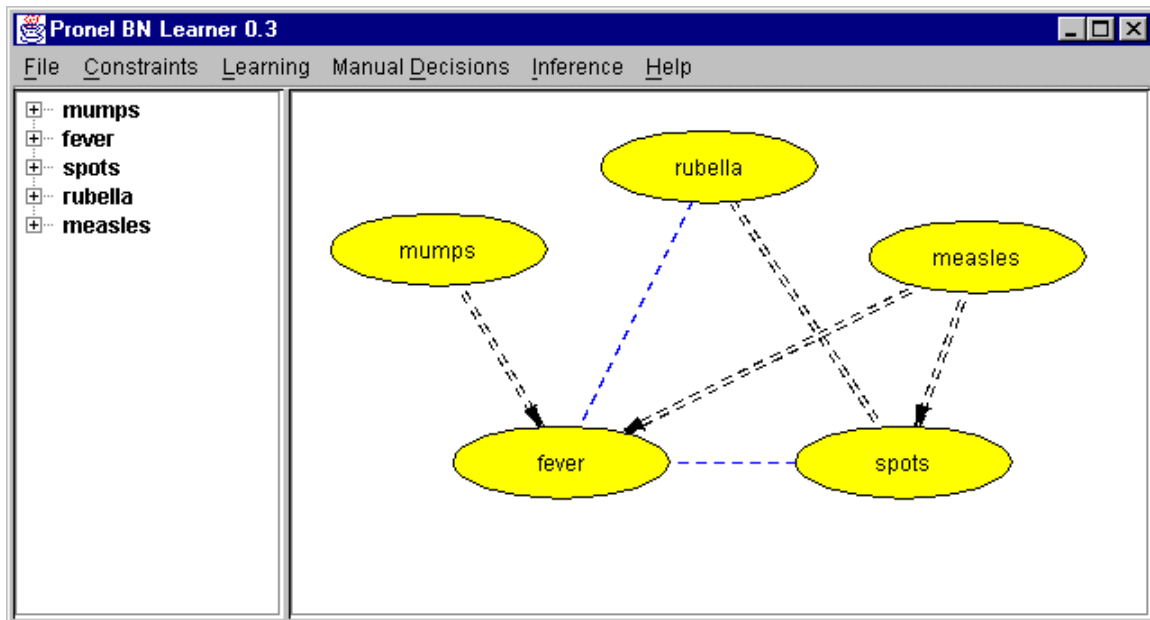 Pronel BN Learner 0.3
File Constraints Learning Manual Decisions Inference Help
mumps
fever
spots
rubella
measles
rubella
mumps
measles
fever
spots